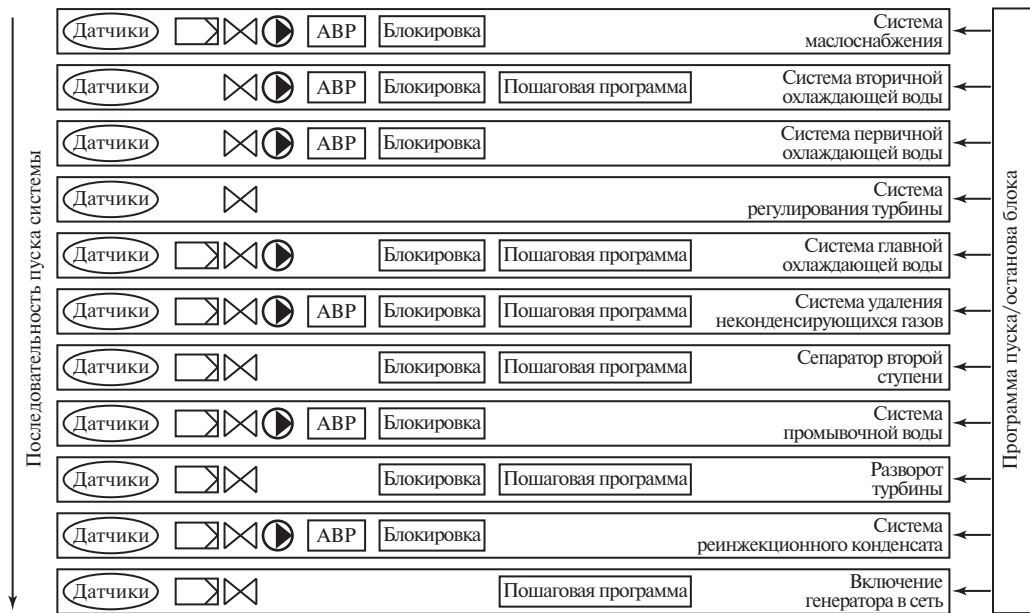 Последовательность пуска системы
Датчики АВР Блокировка Система
маслоснабжения
Датчики АВР Блокировка Пошаговая программа Система вторичной
охлаждающей воды
Датчики АВР Блокировка Система первичной
охлаждающей воды
Датчики Система
регулирования турбины
Датчики Блокировка Пошаговая программа Система главной
охлаждающей воды
Датчики АВР Блокировка Пошаговая программа Система удаления
неконденсирующихся газов
Датчики Блокировка Пошаговая программа Сепаратор второй
ступени
Датчики АВР Блокировка Система
промывочной воды
Датчики Блокировка Пошаговая программа Разворот
турбины
Датчики АВР Блокировка Система
реинжекционного конденсата
Датчики Пошаговая программа Включение
генератора в сеть
Программа пуска/останова блока